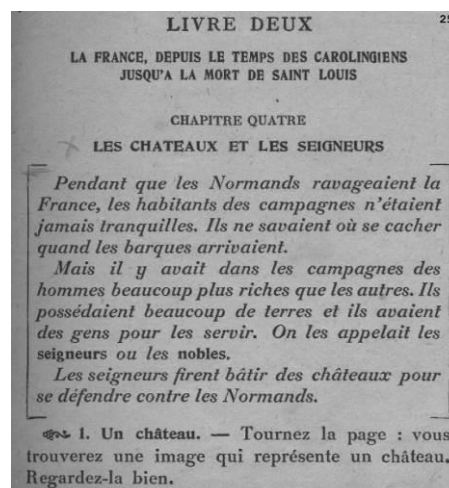 25
LIVRE DEUX
LA FRANCE, DEPUIS LE TEMPS DES CAROLINGIENS
JUSQU'A LA MORT DE SAINT LOUIS
CHAPITRE QUATRE
LES CHATEAUX ET LES SEIGNEURS
Pendant que les Normands ravageaient la
France, les habitants des campagnes n'étaient
jamais tranquilles. Ils ne savaient où se cacher
quand les barques arrivaient.
Mais il y avait dans les campagnes des
hommes beaucoup plus riches que les autres. Ils
possédaient beaucoup de terres et ils avaient
des gens pour les servir. On les appelait les
seigneurs ou les nobles.
Les seigneurs firent bâtir des châteaux pour
se défendre contre les Normands.
1. Un château. — Tournez la page : vous
trouverez une image qui représente un château.
Regardez-la bien.